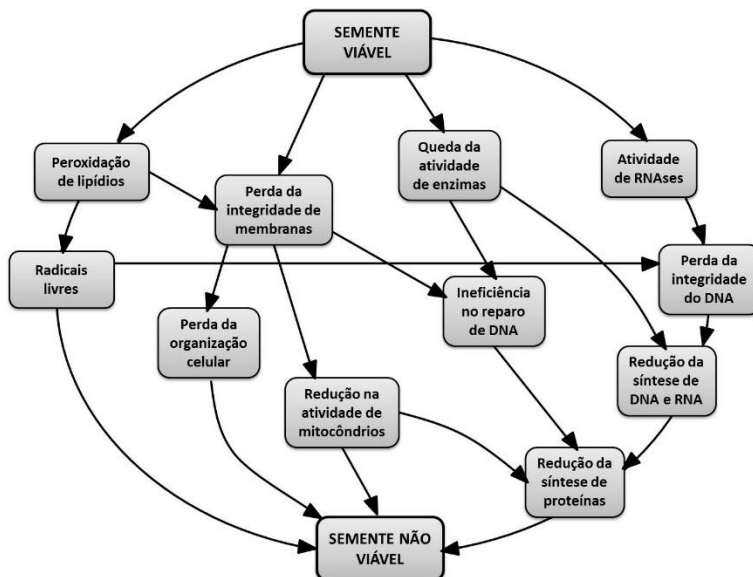 SEMENTE
VIÁVEL
Peroxidação
de lipídios
Perda da
integridade de
membranas
Queda da
atividade
de enzimas
Atividade
de RNAses
Radicais
livres
Perda da
organização
celular
Redução na
atividade de
mitocôndrios
Ineficiência
no reparo
de DNA
Perda da
integridade
do DNA
Redução da
síntese de
DNA e RNA
Redução da
síntese de
proteínas
SEMENTE NÃO
VIÁVEL